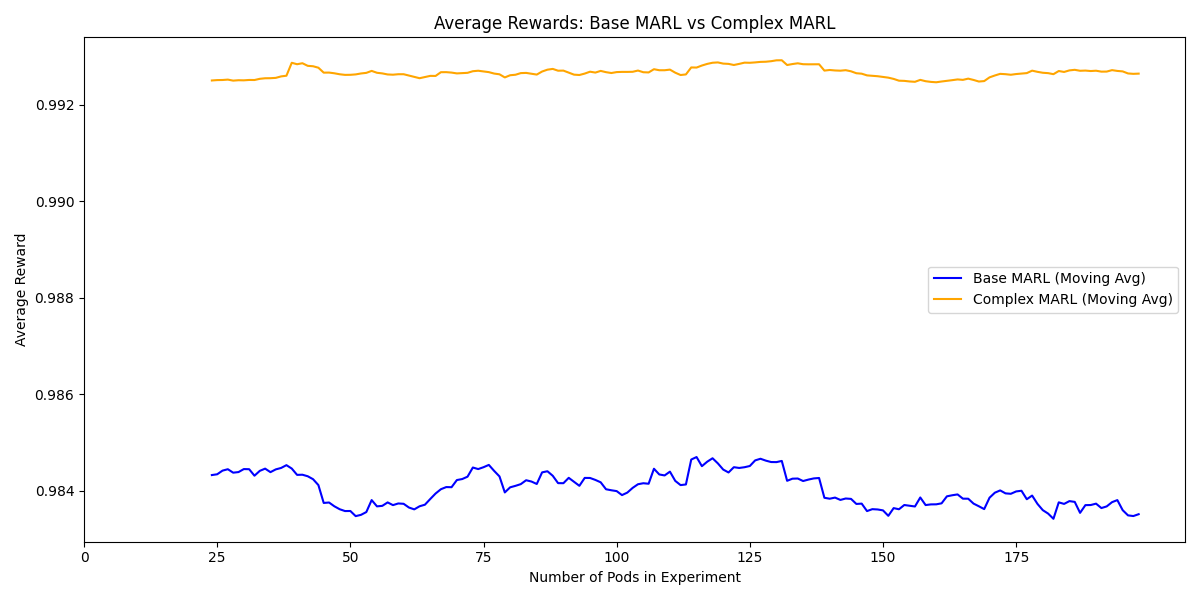 Average Rewards: Base MARL vs Complex MARL
Average Reward
0.992
0.990
0.988
0.986
0.984
Base MARL (Moving Avg)
Complex MARL (Moving Avg)
0 25 50 75 100 125 150 175
Number of Pods in Experiment